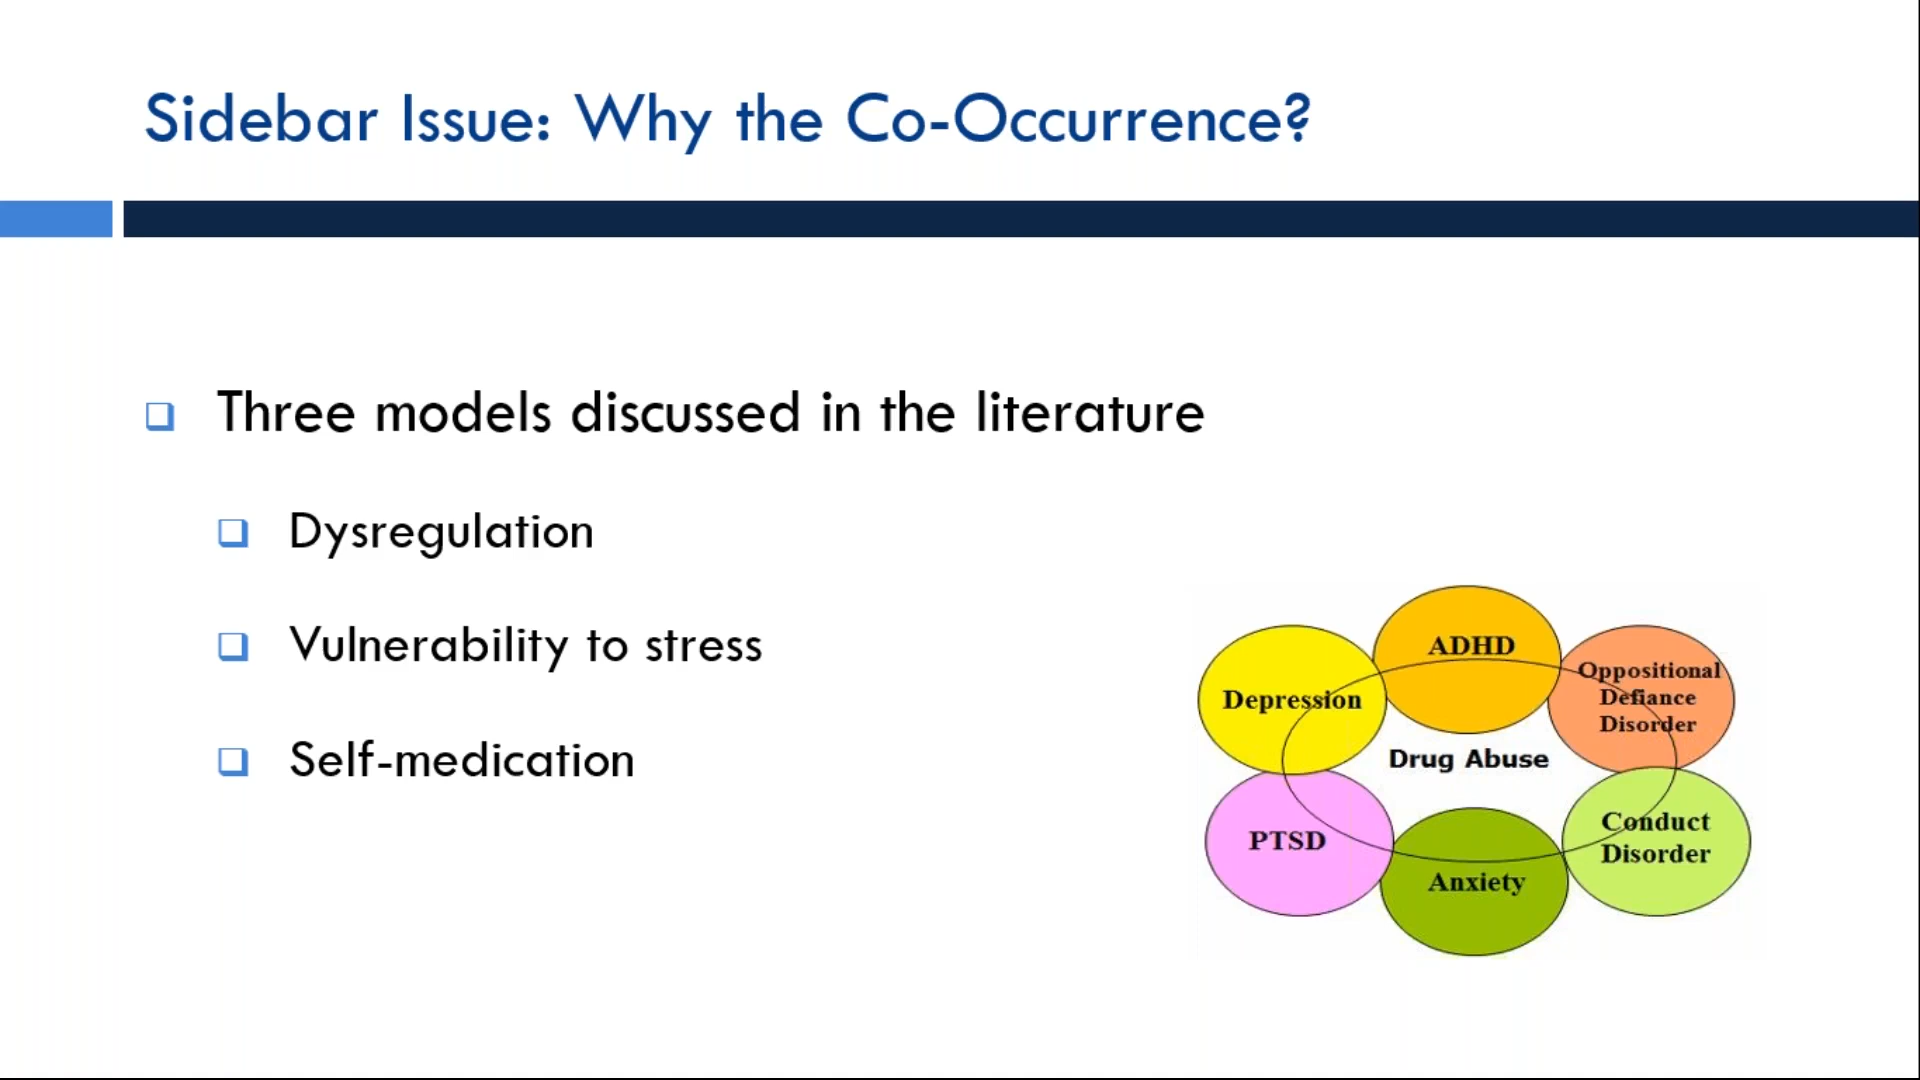 Sidebar Issue: Why the Co-Occurrence?
Three models discussed in the literature
Dysregulation
Vulnerability to stress
Self-medication
ADHD
Depression
Oppositional
Defiance
Disorder
Drug Abuse
PTSD
Anxiety
Conduct
Disorder